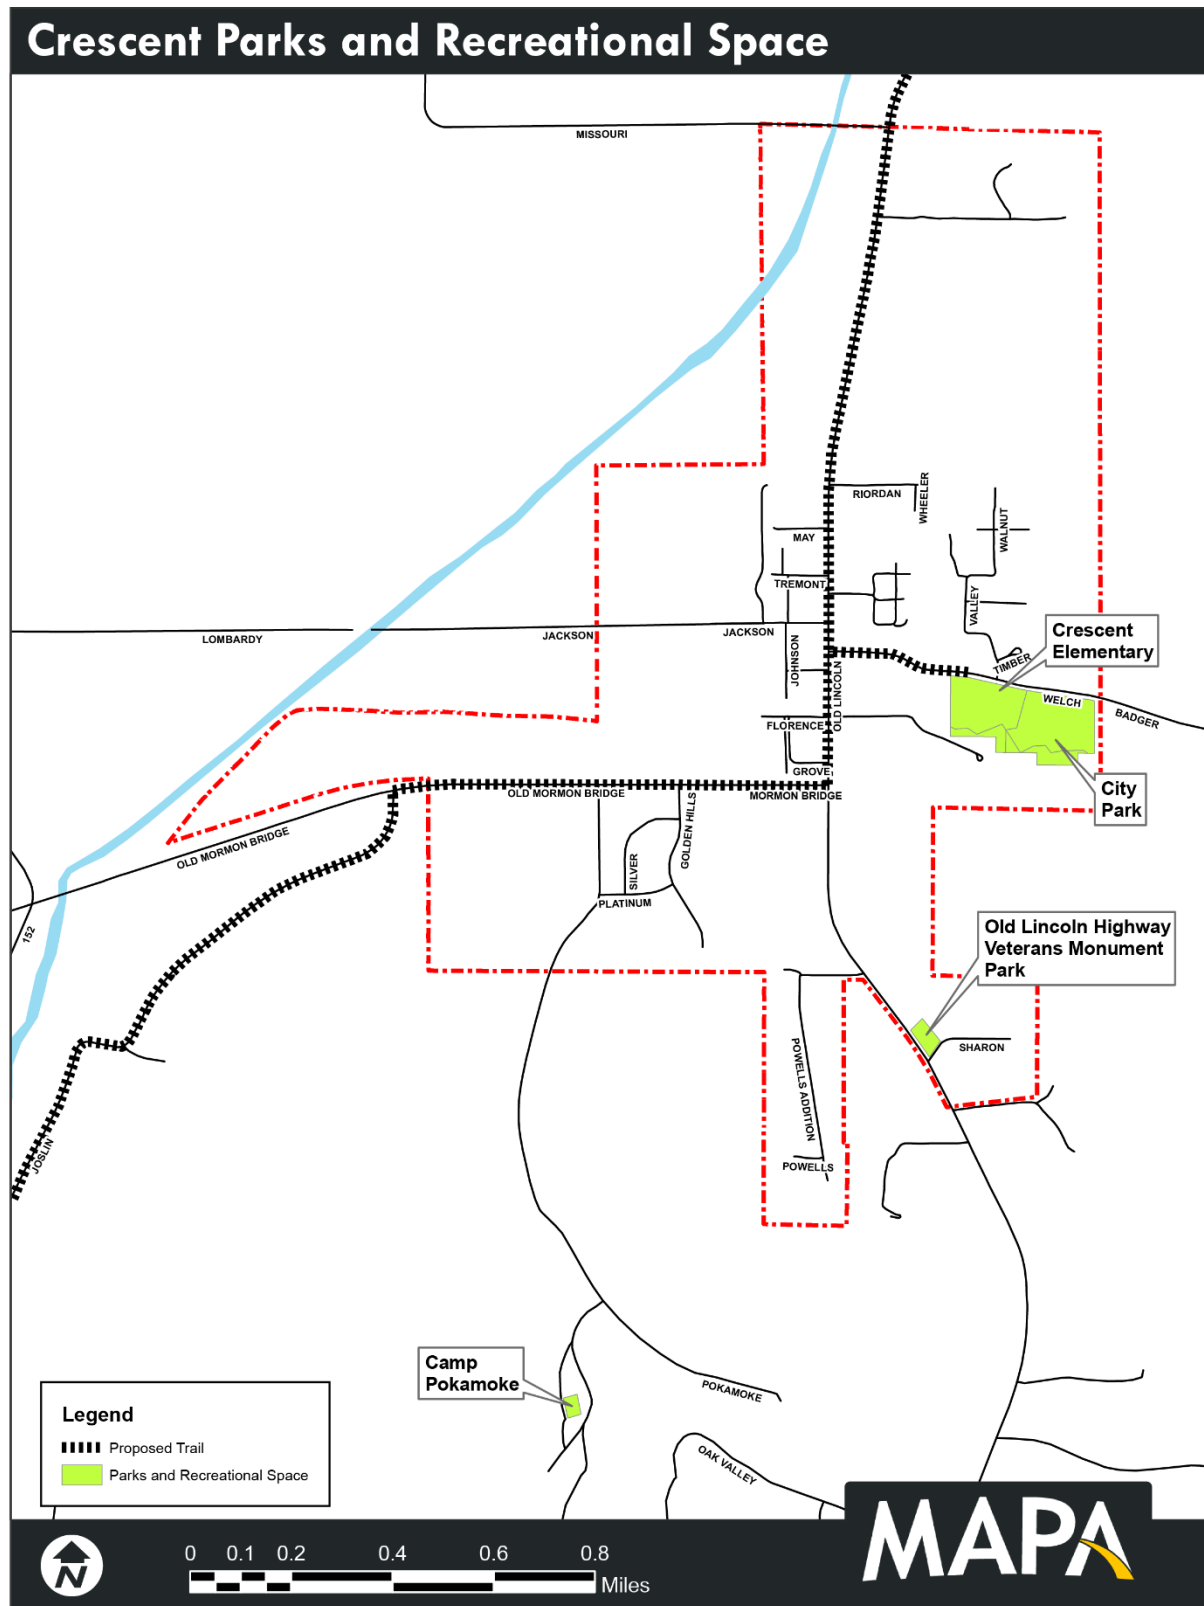 Crescent Parks and Recreational Space
MISSOURI
RIORDAN
WHEELER
MAY
WALNUT
TREMONT
VALLEY
LOMBARDY
JACKSON
JACKSON
JOHNSON
Crescent
Elementary
TIMBER
OLD LINCOLN
WELCH
BADGER
FLORENCE
GROVE
City
Park
OLD MORMON BRIDGE
MORMON BRIDGE
GOLDEN HILLS
OLD MORMON BRIDGE
SILVER
PLATINUM
152
Old Lincoln Highway
Veterans Monument
Park
SHARON
POWELLS ADDITION
JOSLIN
POWELLS
Camp
Pokamoke
POKAMOKE
OAK VALLEY
Legend
Proposed Trail
Parks and Recreational Space
N
0 0.1 0.2 0.4 0.6 0.8
Miles
MAPA